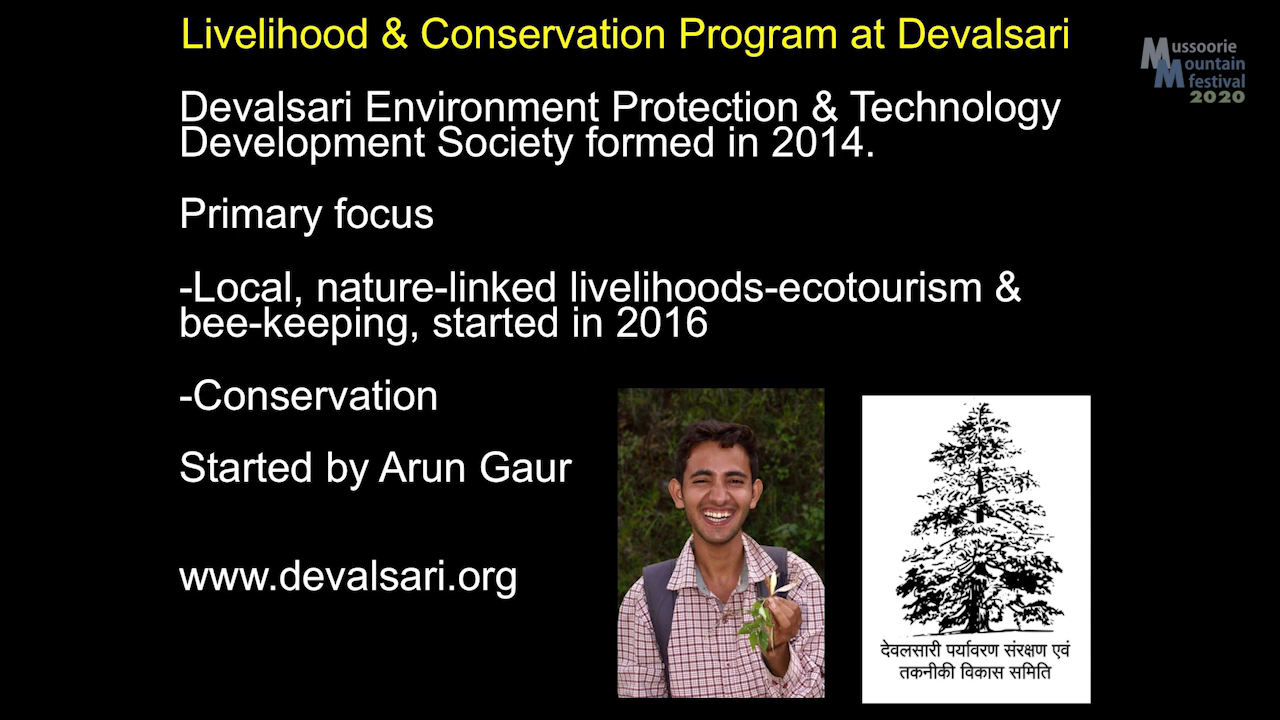 Livelihood & Conservation Program at Devalsari
Mussoorie
Mountain
festival
2020
Devalsari Environment Protection & Technology
Development Society formed in 2014.
Primary focus
-Local, nature-linked livelihoods-ecotourism &
bee-keeping, started in 2016
-Conservation
Started by Arun Gaur
www.devalsari.org
देवलसारी पर्यावरण संरक्षण एवं
तकनीकी विकास समिति